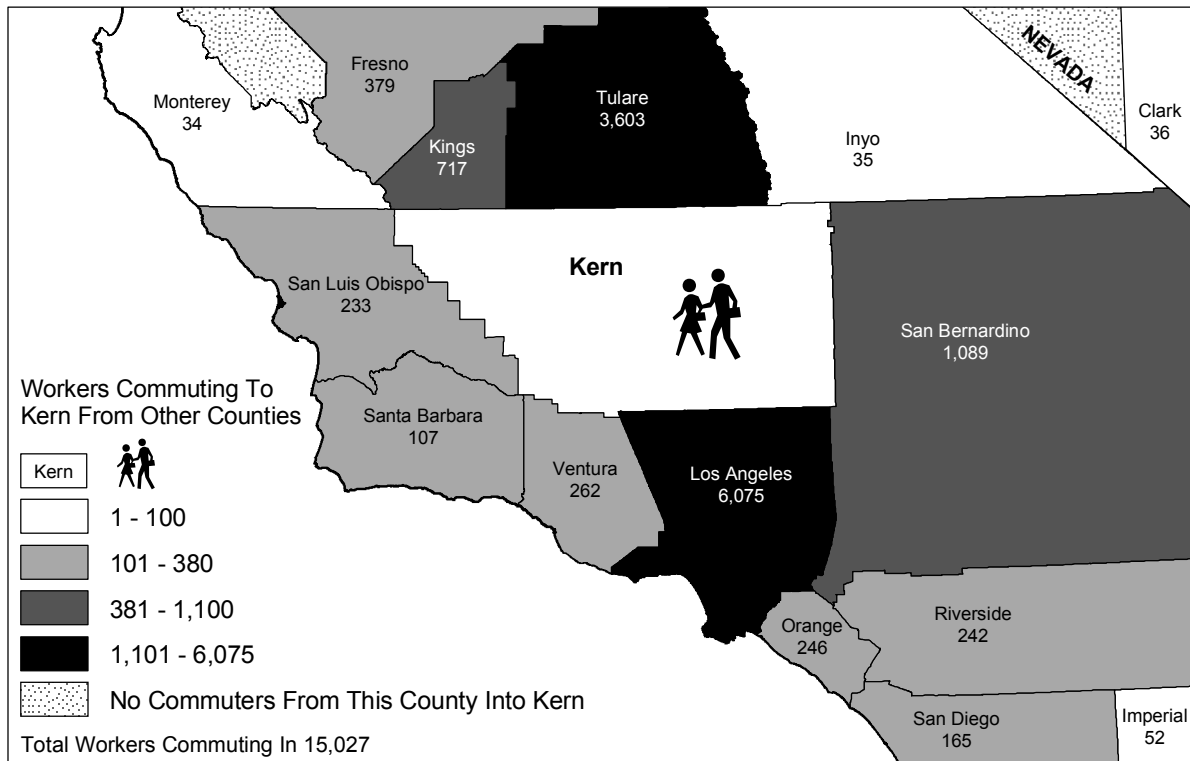 NEVADA
Fresno
379
Monterey
34
Tulare
3,603
Clark
36
Kings
717
Inyo
35
Kern
San Luis Obispo
233
San Bernardino
1,089
Workers Commuting To
Kern From Other Counties
Santa Barbara
107
Ventura
262
Los Angeles
6,075
Kern
1 - 100
101 - 380
381 - 1,100
1,101 - 6,075
No Commuters From This County Into Kern
Total Workers Commuting In 15,027
Orange
246
Riverside
242
San Diego
165
Imperial
52